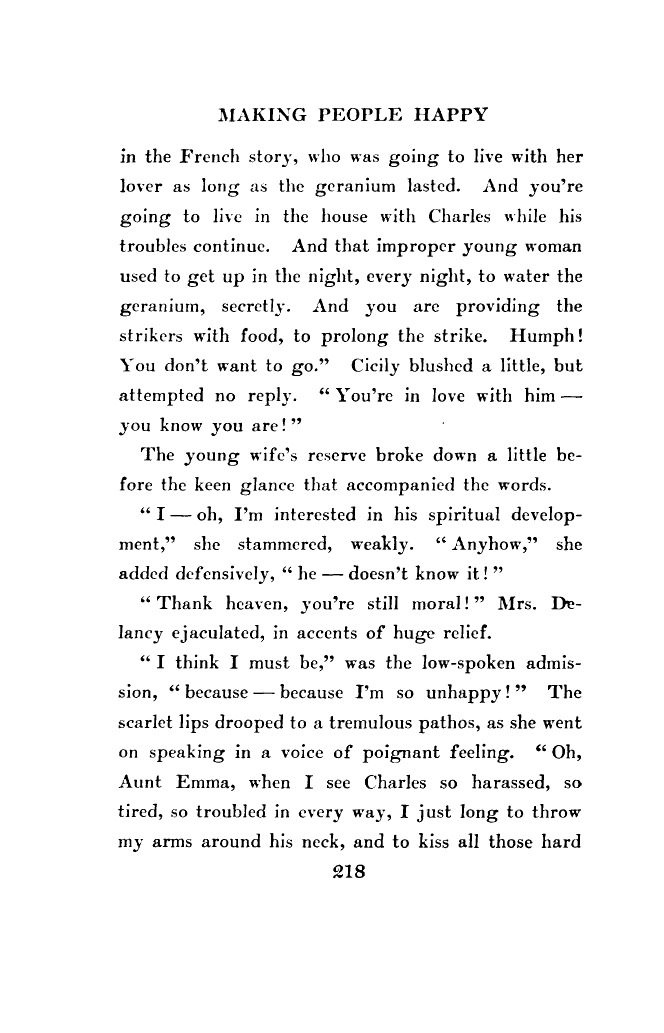 MAKING PEOPLE HAPPY
in the French story, who was going to live with her
lover as long as the geranium lasted. And you're
going to live in the house with Charles while his
troubles continue. And that improper young woman
used to get up in the night, every night, to water the
geranium, secretly. And you are providing the
strikers with food, to prolong the strike. Humph!
You don't want to go.” Cicily blushed a little, but
attempted no reply. “You're in love with him —
you know you are!”
The young wife's reserve broke down a little be-
fore the keen glance that accompanied the words.
“I — oh, I'm interested in his spiritual develop-
ment,” she stammered, weakly. “Anyhow,” she
added defensively, “he — doesn't know it!”
“Thank heaven, you're still moral!” Mrs. De-
lancy ejaculated, in accents of huge relief.
“I think I must be,” was the low-spoken admis-
sion, “because — because I'm so unhappy!” The
scarlet lips drooped to a tremulous pathos, as she went
on speaking in a voice of poignant feeling. “Oh,
Aunt Emma, when I see Charles so harassed, so
tired, so troubled in every way, I just long to throw
my arms around his neck, and to kiss all those hard
218